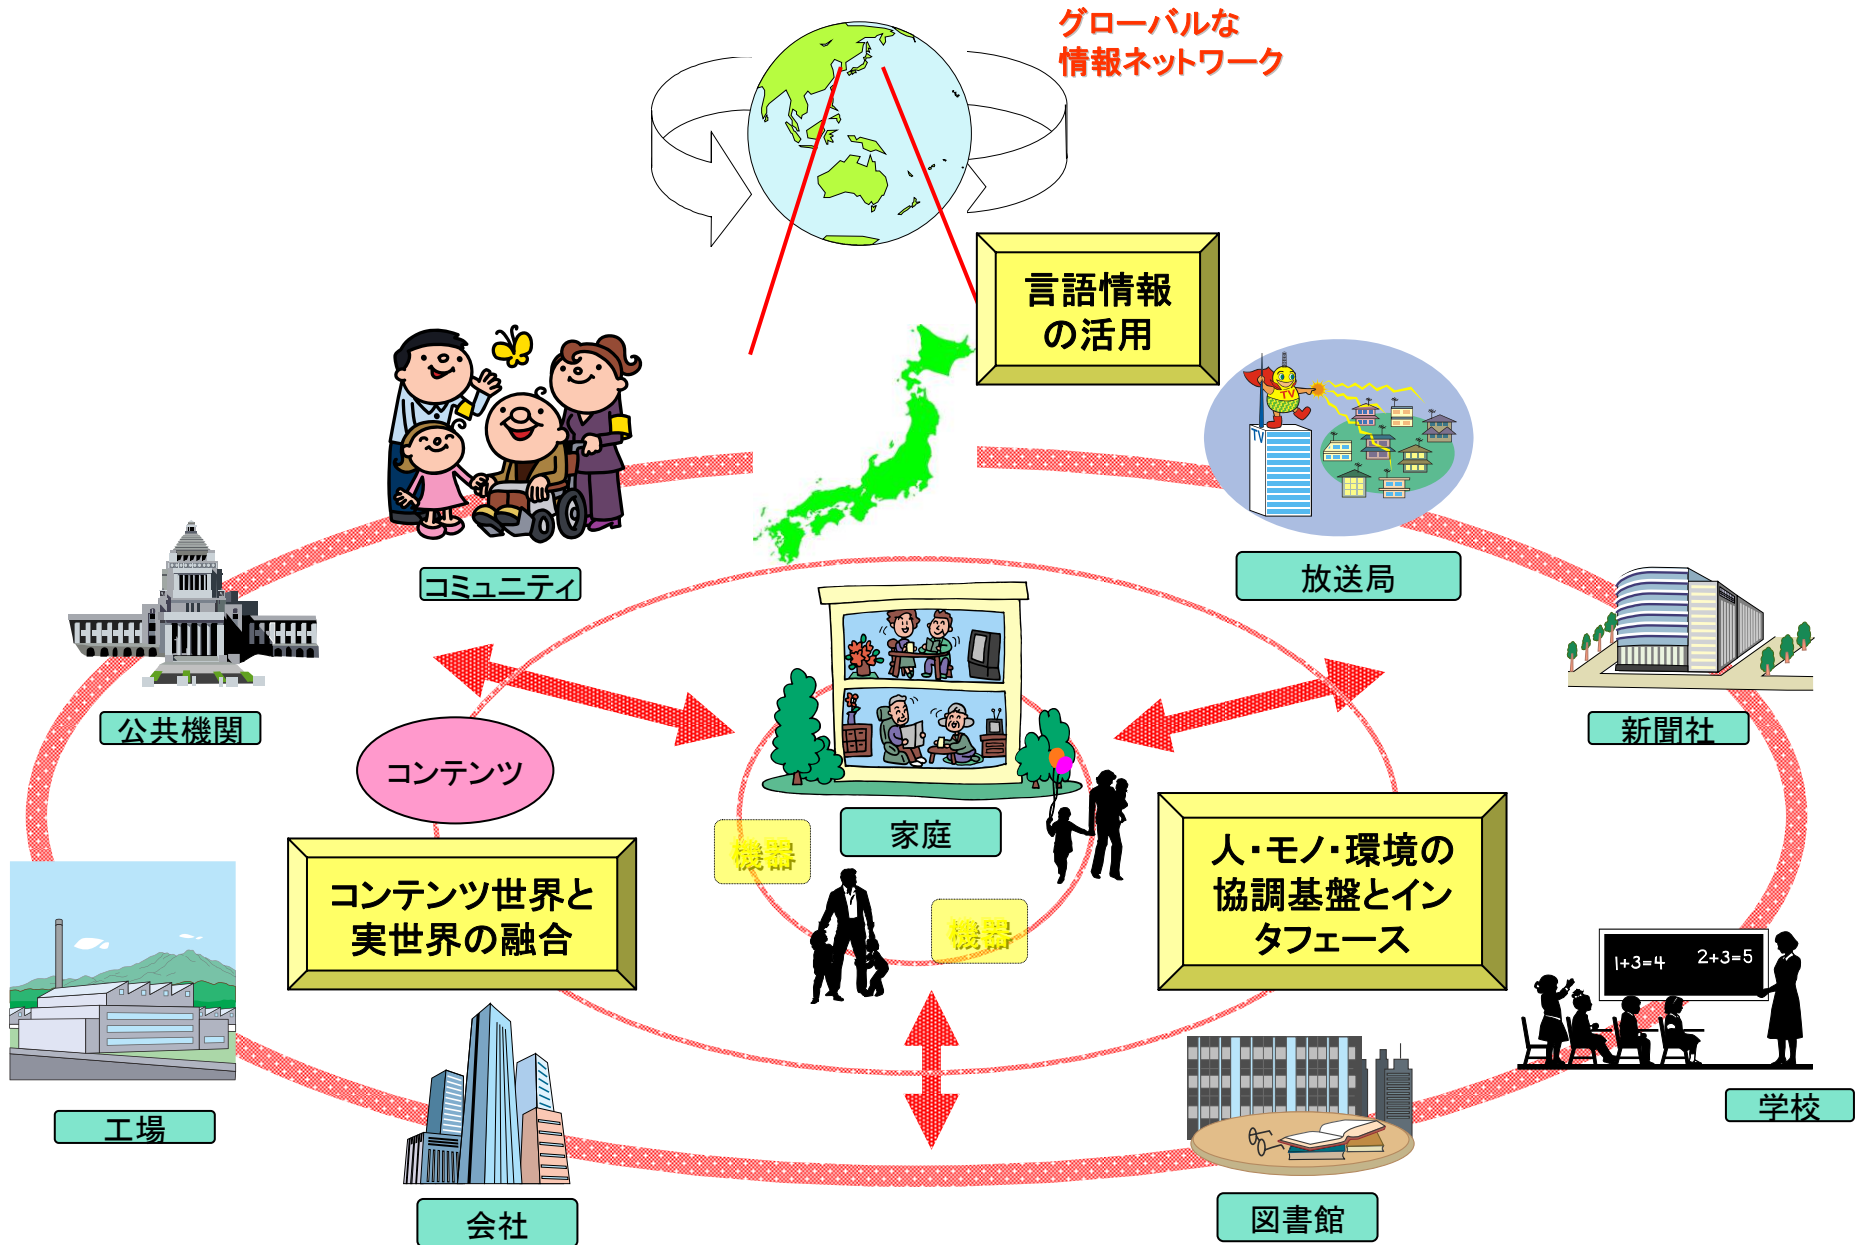 グローバルな
情報ネットワーク
言語情報
の活用
TV
TV
コミュニティ
放送局
公共機関
新聞社
コンテンツ
家庭
機器
機器
コンテンツ世界と
実世界の融合
人・モノ・環境の
協調基盤とイン
タフェース
1+3=4
2+3=5
工場
学校
会社
図書館